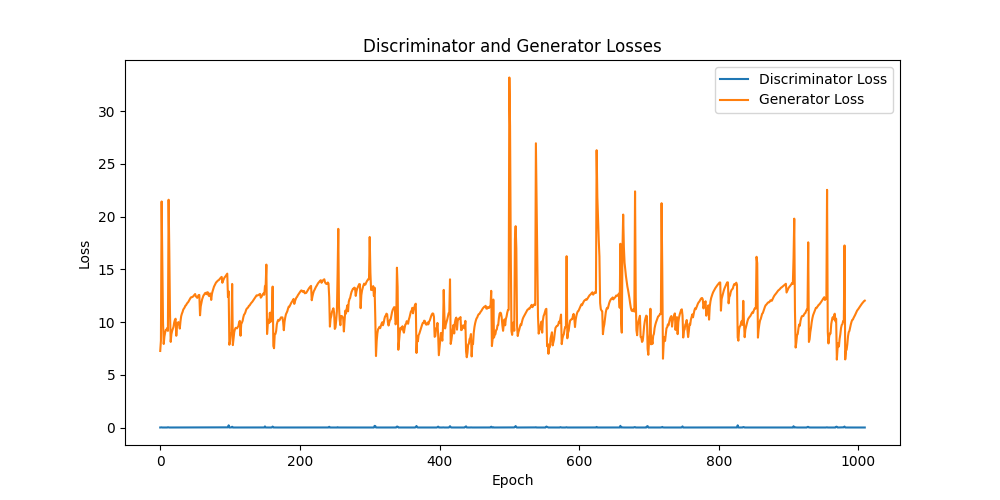 Discriminator and Generator Losses
Discriminator Loss
Generator Loss
30
25
20
15
10
5
0
Loss
0 200 400 600 800 1000
Epoch